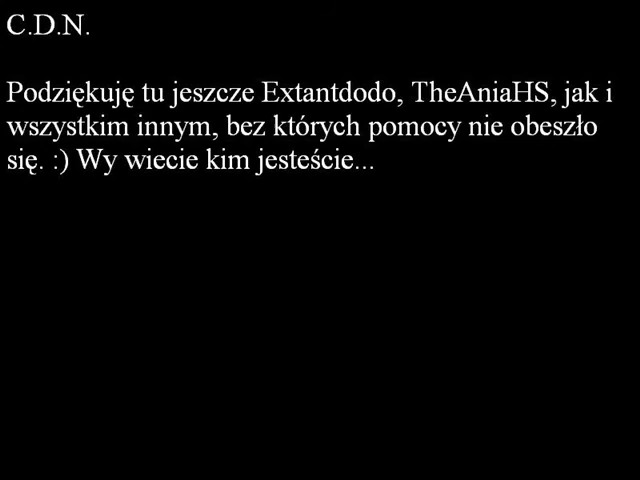 C.D.N.
Podziękuję tu jeszcze Extantdodo, TheAniaHS, jak i
wszystkim innym, bez których pomocy nie obeszło
się. :) Wy wiecie kim jesteście...